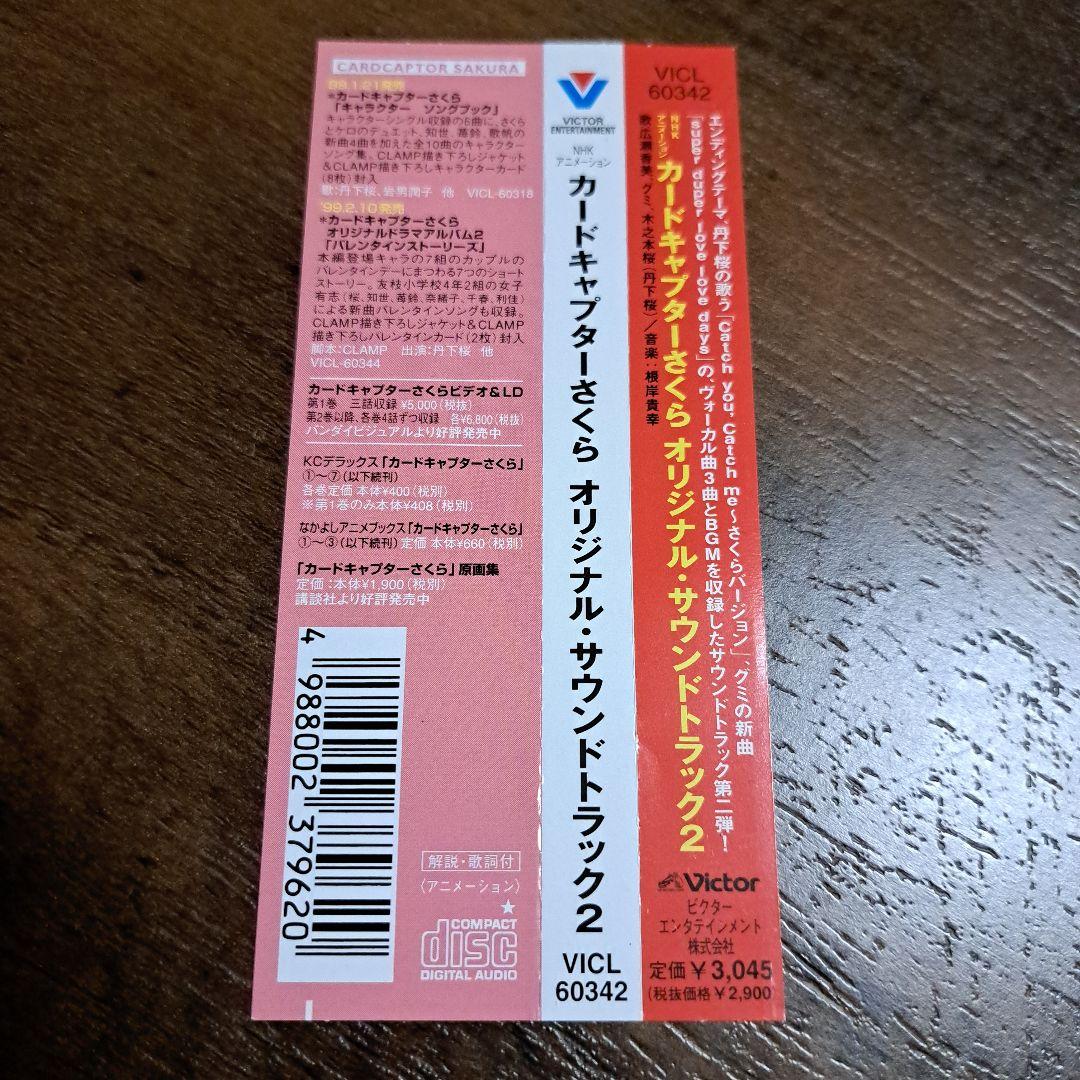 CARDCAPTOR SAKURA
'99.1.21発売
＊カードキャプターさくら
「キャラクター ソングブック」
キャラクターシングル収録の6曲に、さくら
とケロのデュエット、知世、苺鈴、歌帆の
新曲4曲を加えた全10曲のキャラクター
ソング集、CLAMP描き下ろしジャケット
＆CLAMP描き下ろしキャラクターカード
(8枚)封入
歌：丹下桜、岩男潤子 他 VICL-60318
'99.2.10発売
＊カードキャプターさくら
オリジナルドラマアルバム2
「バレンタインストーリーズ」
本編登場キャラの7組のカップルの
バレンタインデーにまつわる7つのショート
ストーリー。友枝小学校4年2組の女子
有志(桜、知世、苺鈴、奈緒子、千春、利佳)
による新曲バレンタインソングも収録。
CLAMP描き下ろしジャケット＆CLAMP
描き下ろしバレンタインカード(2枚)封入
脚本：CLAMP 出演：丹下桜 他
VICL-60344
カードキャプターさくらビデオ＆LD
第1巻 三話収録 ¥5,000(税抜)
第2巻以降、各巻4話ずつ収録 各¥6,800(税抜)
バンダイビジュアルより好評発売中
KCデラックス「カードキャプターさくら」
①〜⑦(以下続刊)
各巻定価 本体¥400(税別)
※第1巻のみ本体¥408(税別)
なかよしアニメブックス「カードキャプターさくら」
①〜③(以下続刊) 定価 本体¥660(税別)
「カードキャプターさくら」原画集
定価：本体¥1,900(税別)
講談社より好評発売中
4 988002 379620
解説・歌詞付
〈アニメーション〉
★
COMPACT
disc
DIGITAL AUDIO
VICTOR
ENTERTAINMENT
NHK
アニメーション
カードキャプターさくら オリジナル・サウンドトラック2
VICL
60342
VICL
60342
エンディングテーマ、丹下桜の歌う「Catch you, Catch me〜さくらバージョン」、グミの新曲
「super duper love love days」の、ヴォーカル曲3曲とBGMを収録したサウンドトラック第二弾！
NHK
アニメーション
カードキャプターさくら オリジナル・サウンドトラック2
歌：広瀬香美、グミ、木之本桜(丹下桜)／音楽：根岸貴幸
Victor
ビクター
エンタテインメント
株式会社
定価￥3,045
(税抜価格￥2,900)